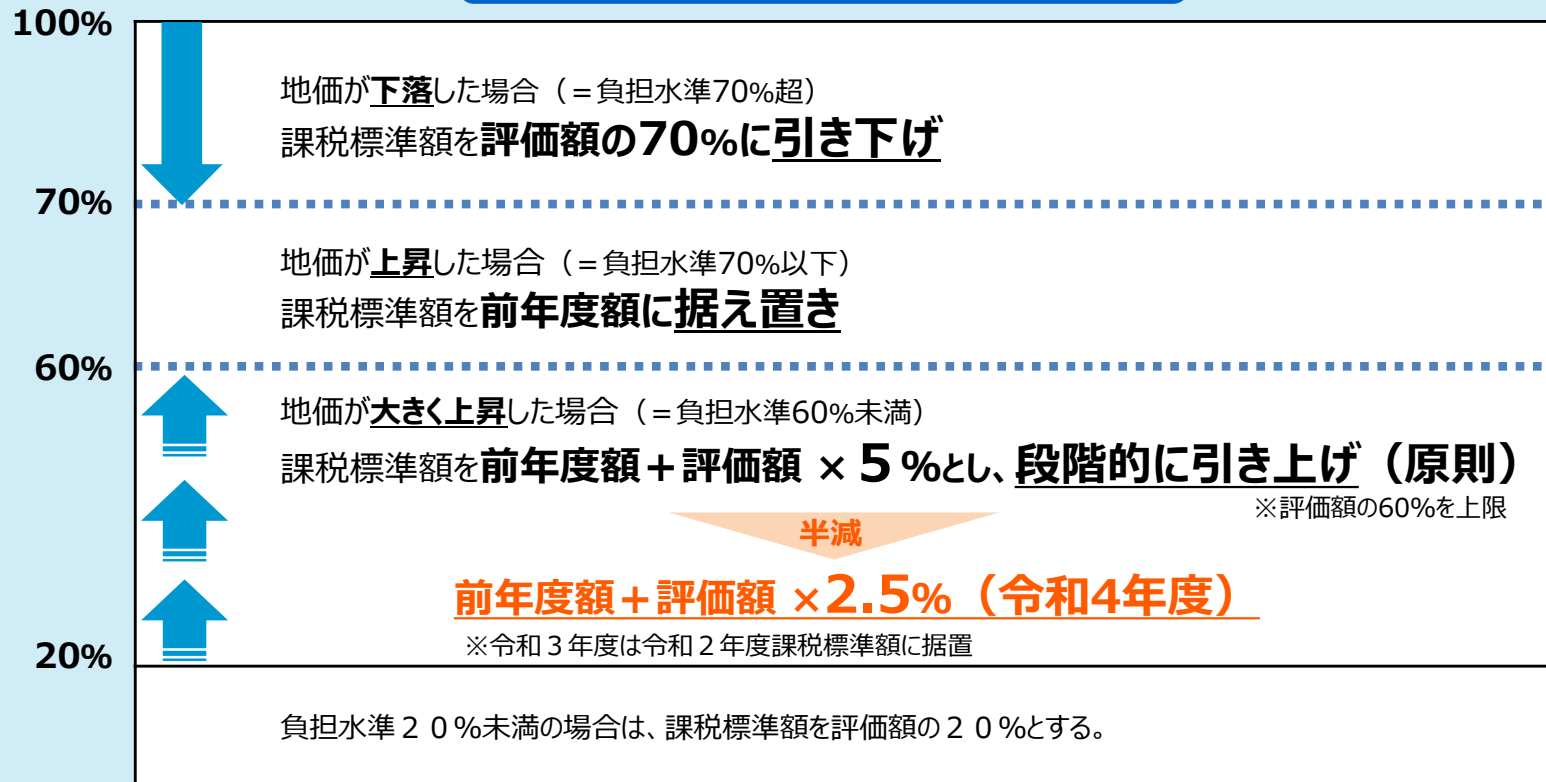 100%
地価が下落した場合（=負担水準70%超）
課税標準額を評価額の70%に引き下げ
70%
地価が上昇した場合（=負担水準70%以下）
課税標準額を前年度額に据え置き
60%
地価が大きく上昇した場合（=負担水準60%未満）
課税標準額を前年度額＋評価額 × 5 %とし、段階的に引き上げ（原則）
※評価額の60%を上限
半減
前年度額＋評価額 ×2.5%（令和4年度）
※令和３年度は令和２年度課税標準額に据置
20%
負担水準２０%未満の場合は、課税標準額を評価額の２０%とする。